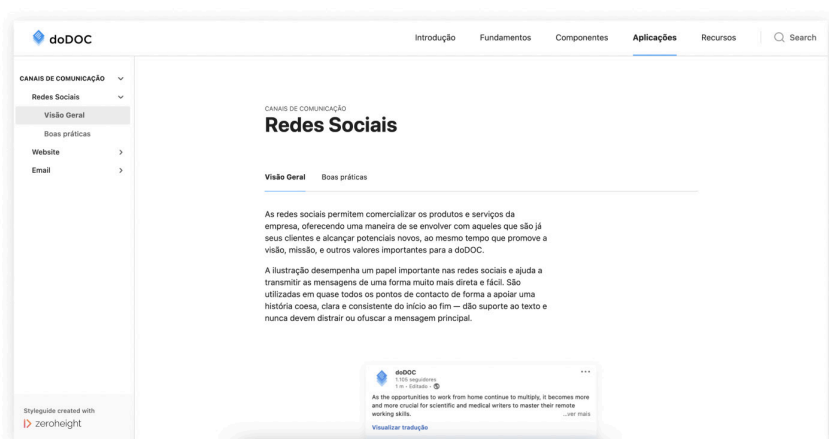 doDOC
Introdução
Fundamentos
Componentes
Aplicações
Recursos
Search
CANAIS DE COMUNICAÇÃO
Redes Sociais
Visão Geral
Boas práticas
Website
Email
Styleguide created with
zeroheight
CANAIS DE COMUNICAÇÃO
Redes Sociais
Visão Geral
Boas práticas
As redes sociais permitem comercializar os produtos e serviços da
empresa, oferecendo uma maneira de se envolver com aqueles que são já
seus clientes e alcançar potenciais novos, ao mesmo tempo que promove a
visão, missão, e outros valores importantes para a doDOC.
A ilustração desempenha um papel importante nas redes sociais e ajuda a
transmitir as mensagens de uma forma muito mais direta e fácil. São
utilizadas em quase todos os pontos de contacto de forma a apoiar uma
história coesa, clara e consistente do início ao fim — dão suporte ao texto e
nunca devem distrair ou ofuscar a mensagem principal.
doDOC
seguidores
1 m • Editado •
As the opportunities to work from home continue to multiply, it becomes more
and more crucial for scientific and medical writers to master their remote
working skills.
...ver mais
Visualizar tradução